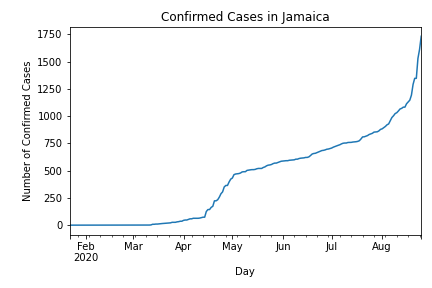 Confirmed Cases in Jamaica
Number of Confirmed Cases
1750
1500
1250
1000
750
500
250
0
Feb Mar Apr May Jun Jul Aug
2020
Day